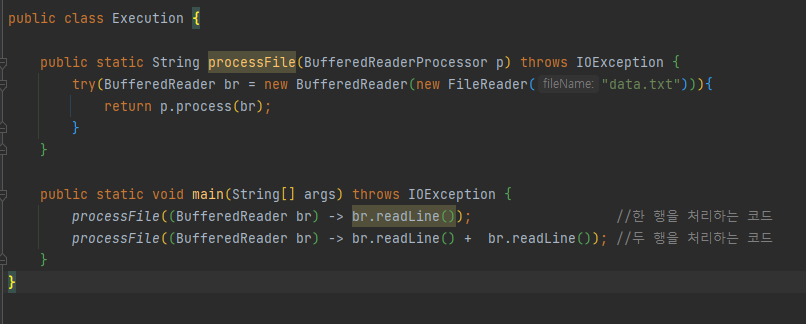 public class Execution {
public static String processFile(BufferedReaderProcessor p) throws IOException {
try(BufferedReader br = new BufferedReader(new FileReader( fileName: "data.txt"))){
return p.process(br);
}
}
public static void main(String[] args) throws IOException {
processFile((BufferedReader br) -> br.readLine()); //한 행을 처리하는 코드
processFile((BufferedReader br) -> br.readLine() + br.readLine()); //두 행을 처리하는 코드
}
}